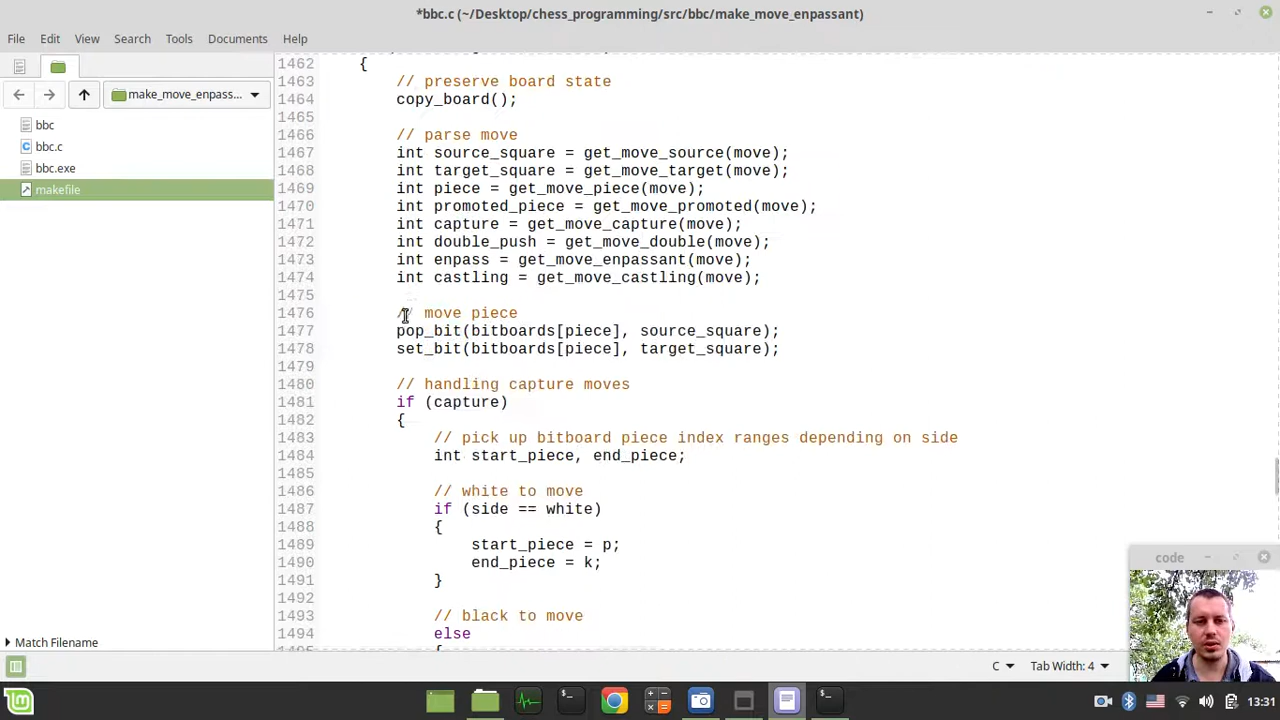 *bbc.c (~/Desktop/chess_programming/src/bbc/make_move_enpassant)
File Edit View Search Tools Documents Help
make_move_enpass...
bbc
bbc.c
bbc.exe
makefile
Match Filename
1462 {
1463 // preserve board state
1464 copy_board();
1465
1466 // parse move
1467 int source_square = get_move_source(move);
1468 int target_square = get_move_target(move);
1469 int piece = get_move_piece(move);
1470 int promoted_piece = get_move_promoted(move);
1471 int capture = get_move_capture(move);
1472 int double_push = get_move_double(move);
1473 int enpass = get_move_enpassant(move);
1474 int castling = get_move_castling(move);
1475
1476 // move piece
1477 pop_bit(bitboards[piece], source_square);
1478 set_bit(bitboards[piece], target_square);
1479
1480 // handling capture moves
1481 if (capture)
1482 {
1483 // pick up bitboard piece index ranges depending on side
1484 int start_piece, end_piece;
1485
1486 // white to move
1487 if (side == white)
1488 {
1489 start_piece = p;
1490 end_piece = k;
1491 }
1492
1493 // black to move
1494 else
code
C Tab Width: 4
13:31